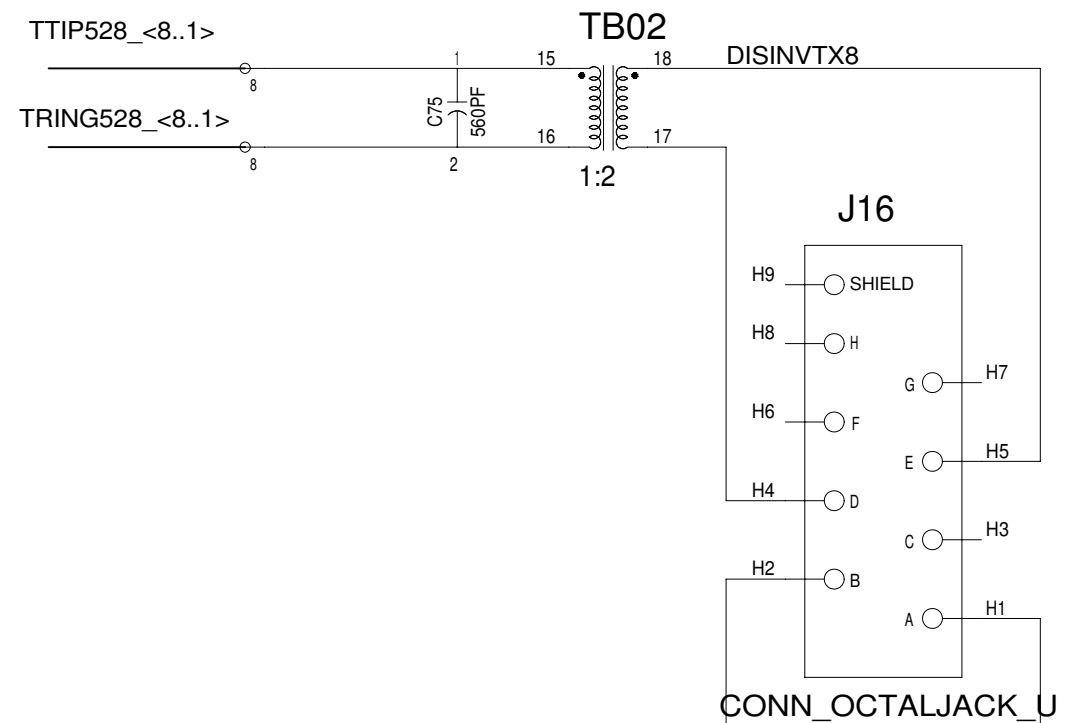 TTIP528_<8..1>
TB02
1
15
18
DISINVTX8
8
C75
560PF
TRING528_<8..1>
16
17
8
2
1:2
J16
H9
SHIELD
H8
H
G
H7
H6
F
E
H5
H4
D
C
H3
H2
B
A
H1
CONN_OCTALJACK_U